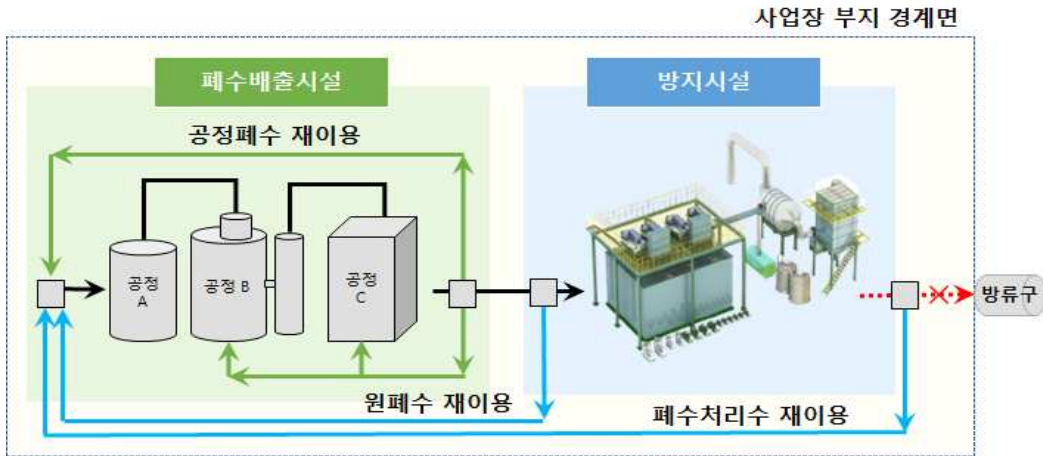 사업장 부지 경계면
폐수배출시설
방지시설
공정폐수 재이용
공정
A
공정 B
공정
C
방류구
원폐수 재이용
폐수처리수 재이용